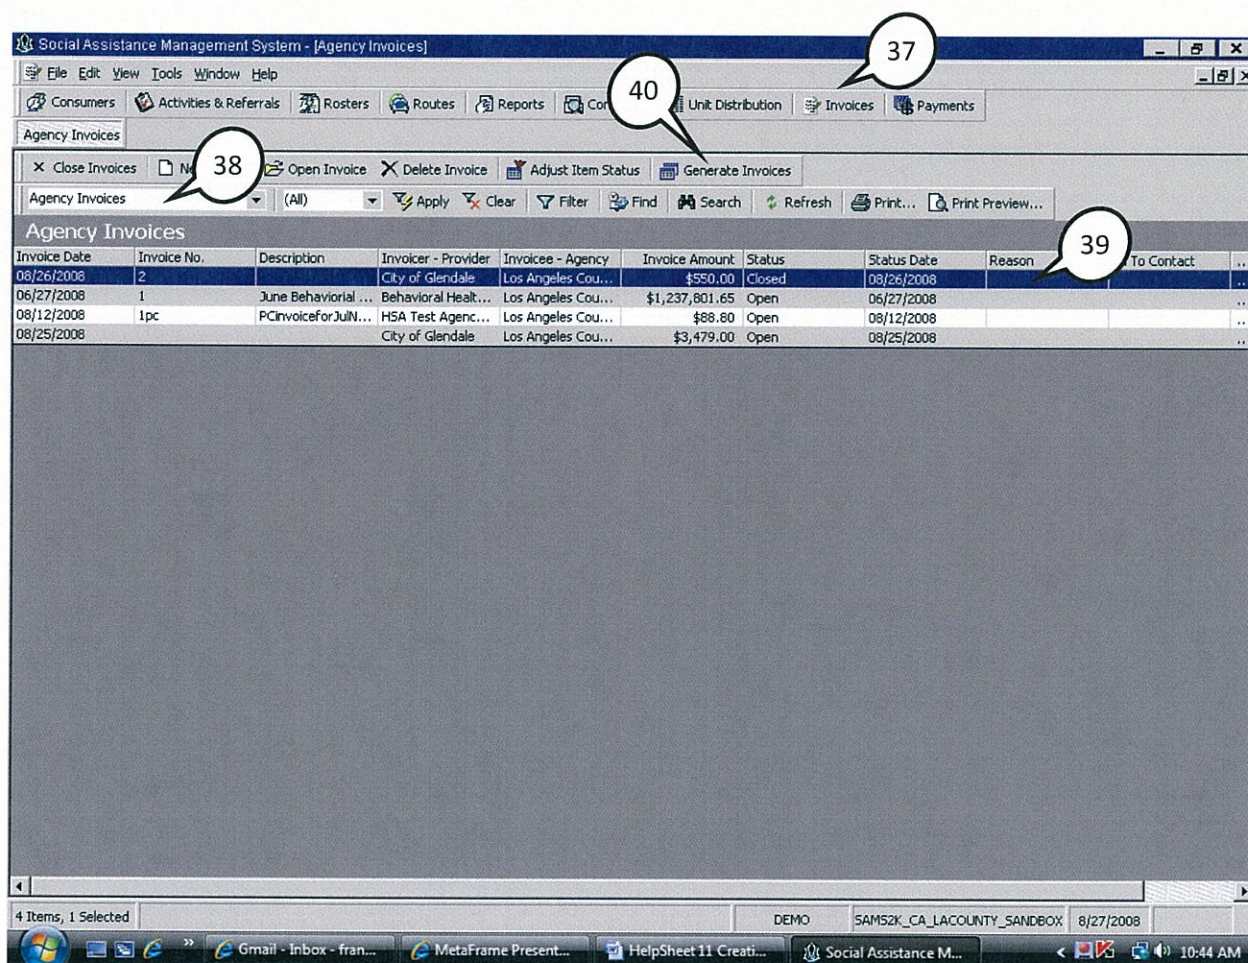 Social Assistance Management System - [Agency Invoices]
37
File Edit View Tools Window Help
40
Consumers Activities & Referrals Rosters Routes Reports Unit Distribution Invoices Payments
Agency Invoices
38
Close Invoices Open Invoice Delete Invoice Adjust Item Status Generate Invoices
Agency Invoices (All) Apply Clear Filter Find Search Refresh Print... Print Preview...
Agency Invoices
39
Invoice Date Invoice No. Description Invoicer - Provider Invoicee - Agency Invoice Amount Status Status Date Reason To Contact ..
08/26/2008 2 City of Glendale Los Angeles Cou... $550.00 Closed 08/26/2008 ..
06/27/2008 1 June Behaviorial ... Behavioral Healt... Los Angeles Cou... $1,237,801.65 Open 06/27/2008 ..
08/12/2008 1pc PCinvoiceforJulN... HSA Test Agenc... Los Angeles Cou... $88.80 Open 08/12/2008 ..
08/25/2008 City of Glendale Los Angeles Cou... $3,479.00 Open 08/25/2008 ..
4 Items, 1 Selected DEMO SAMS2K_CA_LACOUNTY_SANDBOX 8/27/2008
Gmail - Inbox - fran... MetaFrame Present... HelpSheet 11 Creati... Social Assistance M... 10:44 AM